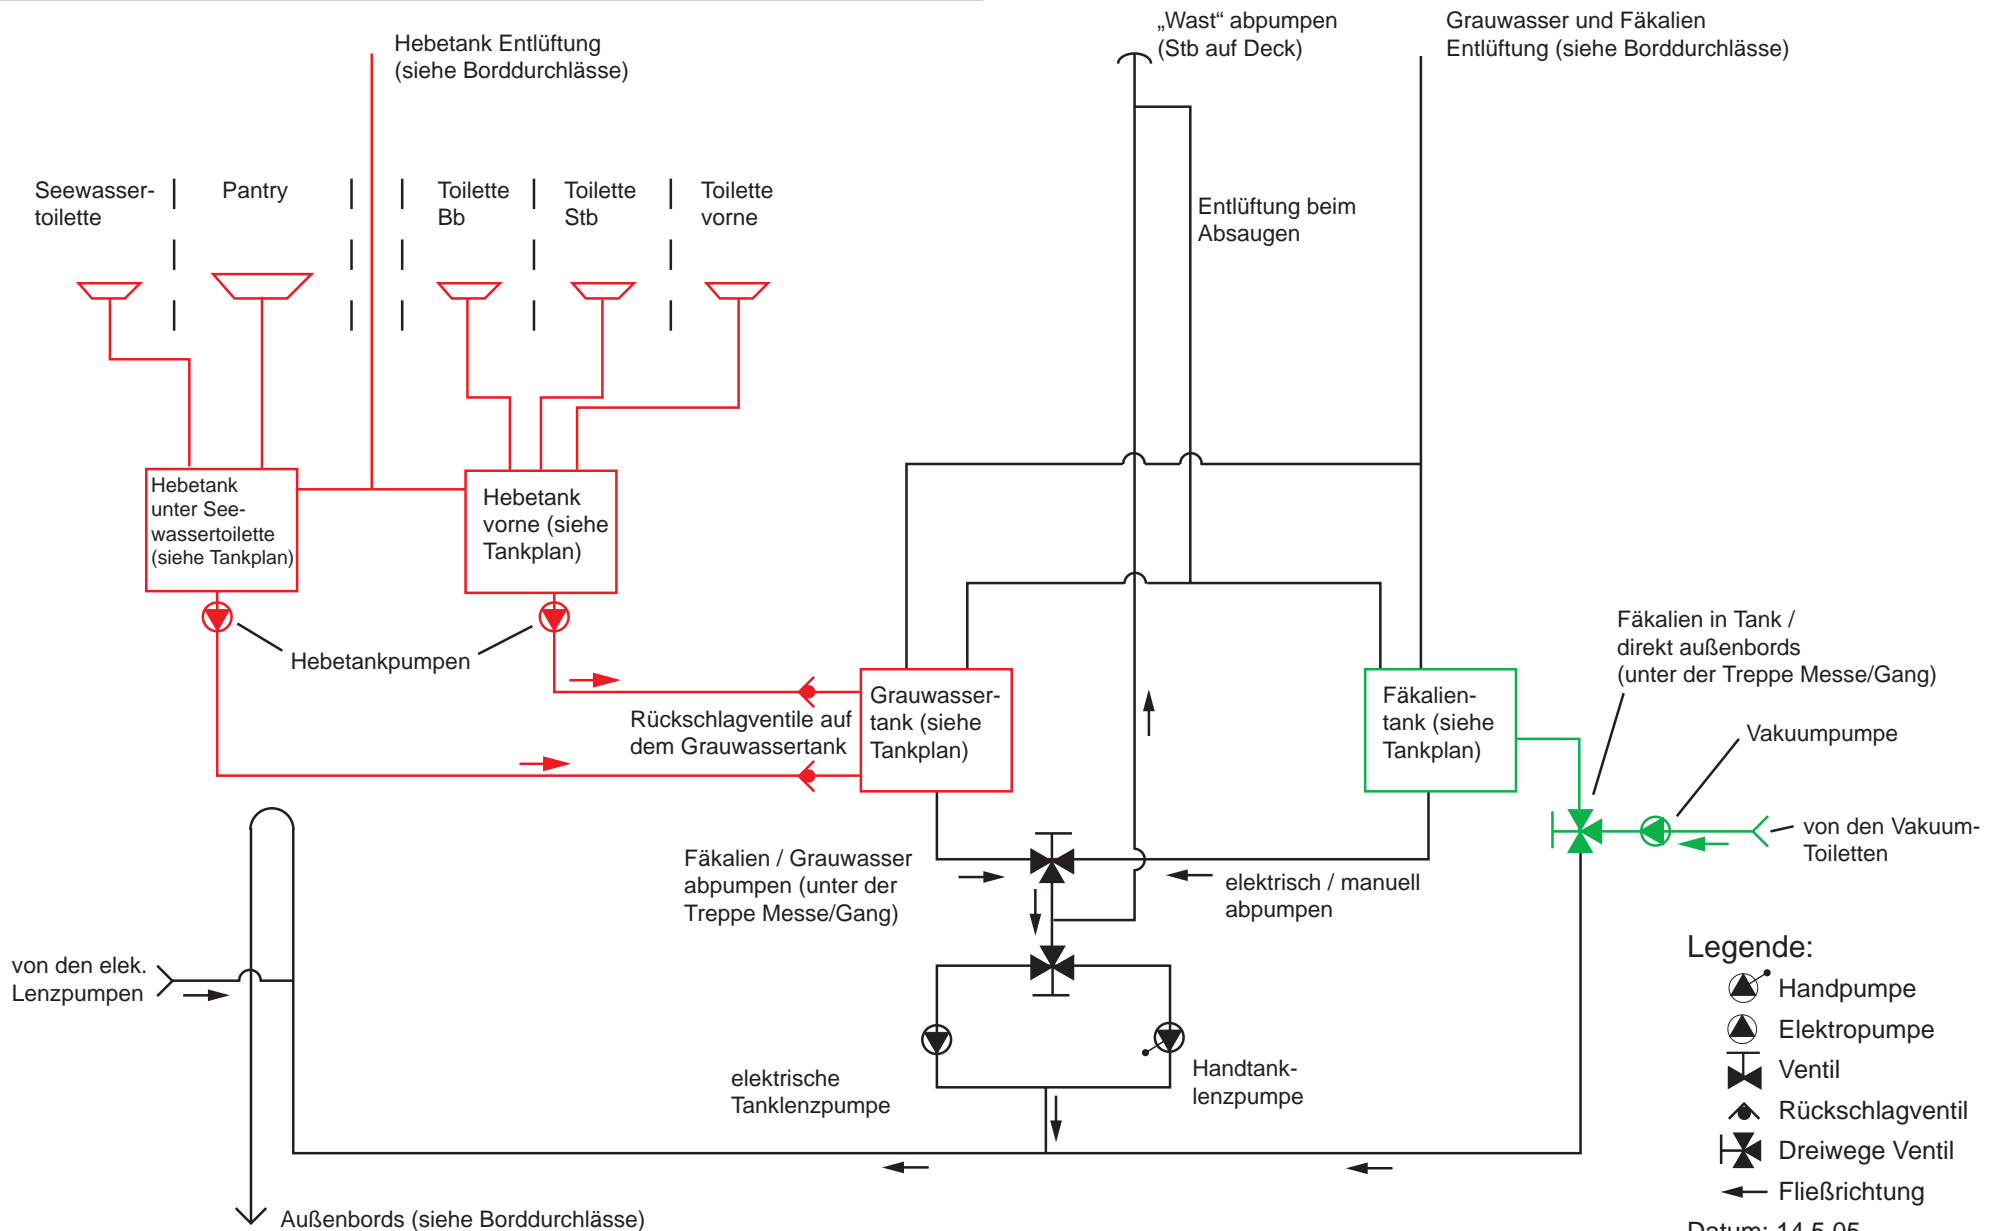 Hebetank Entlüftung
(siehe Borddurchlässe)
„Wast“ abpumpen
(Stb auf Deck)
Grauwasser und Fäkalien
Entlüftung (siehe Borddurchlässe)
Seewasser-
toilette
Pantry
Toilette
Bb
Toilette
Stb
Toilette
vorne
Entlüftung beim
Absaugen
Hebetank
unter See-
wassertoilette
(siehe Tankplan)
Hebetank
vorne (siehe
Tankplan)
Hebetankpumpen
Rückschlagventile auf
dem Grauwassertank
Grauwasser-
tank (siehe
Tankplan)
Fäkalien-
tank (siehe
Tankplan)
Fäkalien in Tank /
direkt außenbords
(unter der Treppe Messe/Gang)
Vakuumpumpe
von den Vakuum-
Toiletten
Fäkalien / Grauwasser
abpumpen (unter der
Treppe Messe/Gang)
elektrisch / manuell
abpumpen
von den elek.
Lenzpumpen
elektrische
Tanklenzpumpe
Handtank-
lenzpumpe
Außenbords (siehe Borddurchlässe)
Legende:
Handpumpe
Elektropumpe
Ventil
Rückschlagventil
Dreiwege Ventil
Fließrichtung
Datum: 14.5.05